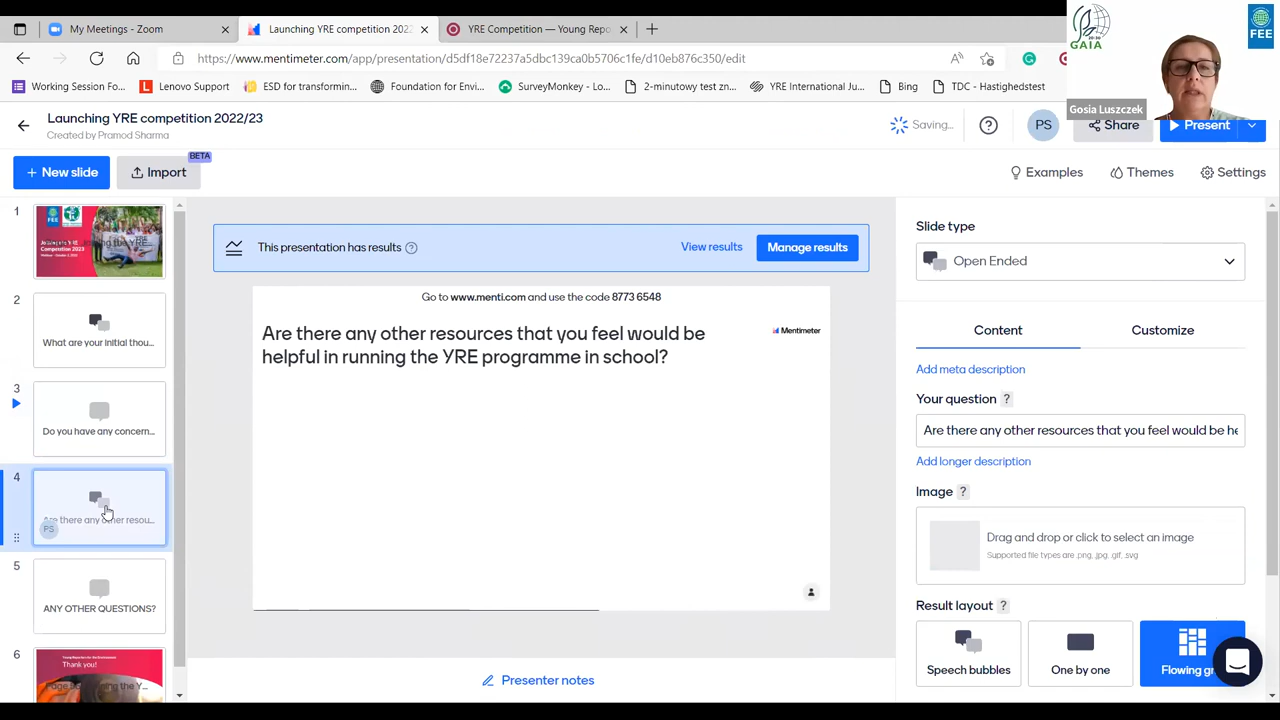 My Meetings - Zoom
Launching YRE competition 2022
YRE Competition — Young Repo
https://www.mentimeter.com/app/presentation/d5df18e72237a5dbc139ca0b5706c1fe/d10eb876c350/edit
Working Session Fo...
Lenovo Support
ESD for transformin...
Foundation for Envi...
SurveyMonkey - Lo...
2-minutowy test zn...
YRE International Ju...
Bing
TDC - Hastighedstest
GAIA
FEE
Gosia Luszczek
Launching YRE competition 2022/23
Created by Pramod Sharma
Saving...
PS
Share
Present
+ New slide
BETA
Import
Examples
Themes
Settings
1
2
What are your initial thou...
3
Do you have any concern...
4
Are there any other resou...
PS
5
ANY OTHER QUESTIONS?
6
Thank you!
This presentation has results
View results
Manage results
Go to www.menti.com and use the code 8773 6548
Are there any other resources that you feel would be
helpful in running the YRE programme in school?
Mentimeter
Presenter notes
Slide type
Open Ended
Content
Customize
Add meta description
Your question
Are there any other resources that you feel would be he
Add longer description
Image
Drag and drop or click to select an image
Supported file types are .png, .jpg, .gif, .svg
Result layout
Speech bubbles
One by one
Flowing gr